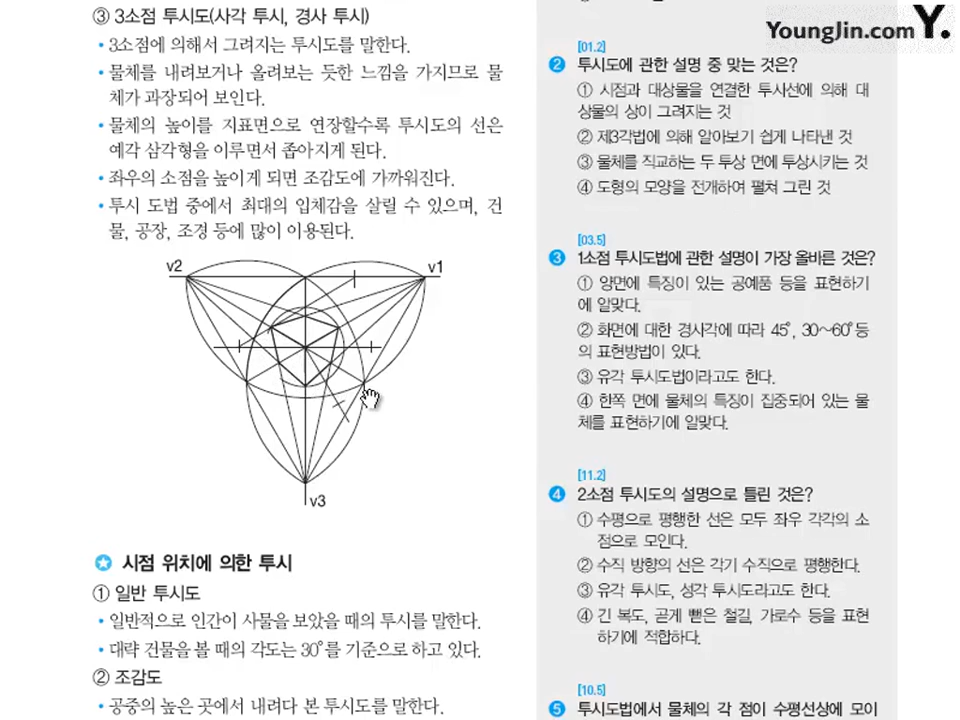 ③ 3소점 투시도(사각 투시, 경사 투시)
• 3소점에 의해서 그려지는 투시도를 말한다.
• 물체를 내려보거나 올려보는 듯한 느낌을 가지므로 물
체가 과장되어 보인다.
• 물체의 높이를 지표면으로 연장할수록 투시도의 선은
예각 삼각형을 이루면서 좁아지게 된다.
• 좌우의 소점을 높이게 되면 조감도에 가까워진다.
• 투시 도법 중에서 최대의 입체감을 살릴 수 있으며, 건
물, 공장, 조경 등에 많이 이용된다.
v2
v1
v3
시점 위치에 의한 투시
① 일반 투시도
• 일반적으로 인간이 사물을 보았을 때의 투시를 말한다.
• 대략 건물을 볼 때의 각도는 30°를 기준으로 하고 있다.
② 조감도
• 공중의 높은 곳에서 내려다 본 투시도를 말한다.
YoungJin.com Y.
[01.2]
2 투시도에 관한 설명 중 맞는 것은?
① 시점과 대상물을 연결한 투사선에 의해 대
상물의 상이 그려지는 것
② 제3각법에 의해 알아보기 쉽게 나타낸 것
③ 물체를 직교하는 두 투상 면에 투상시키는 것
④ 도형의 모양을 전개하여 펼쳐 그린 것
[03.5]
3 1소점 투시도법에 관한 설명이 가장 올바른 것은?
① 양면에 특징이 있는 공예품 등을 표현하기
에 알맞다.
② 화면에 대한 경사각에 따라 45°, 30~60°등
의 표현방법이 있다.
③ 유각 투시도법이라고도 한다.
④ 한쪽 면에 물체의 특징이 집중되어 있는 물
체를 표현하기에 알맞다.
[11.2]
4 2소점 투시도의 설명으로 틀린 것은?
① 수평으로 평행한 선은 모두 좌우 각각의 소
점으로 모인다.
② 수직 방향의 선은 각기 수직으로 평행한다.
③ 유각 투시도, 성각 투시도라고도 한다.
④ 긴 복도, 곧게 뻗은 철길, 가로수 등을 표현
하기에 적합하다.
[10.5]
5 투시도법에서 물체의 각 점이 수평선상에 모이